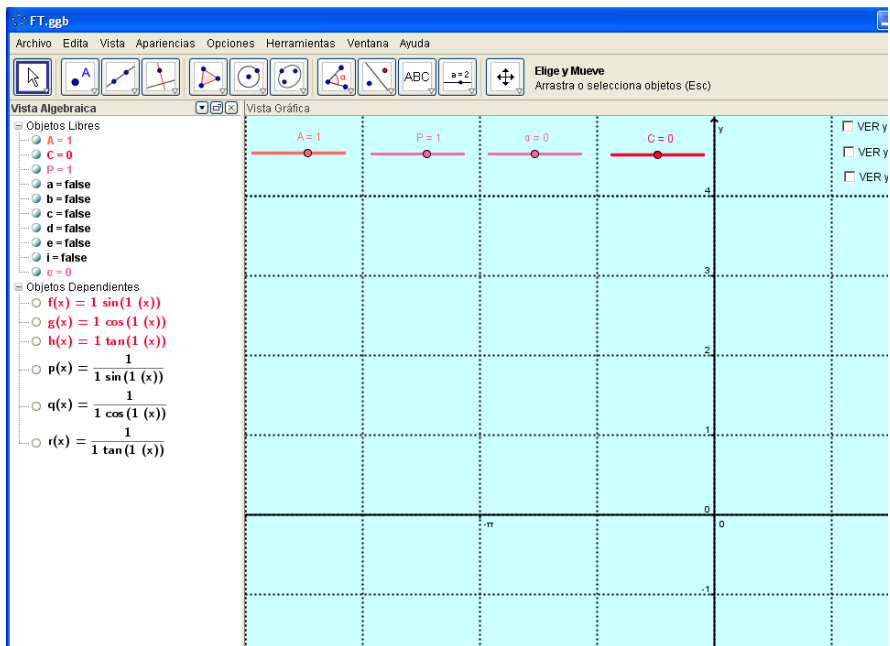 FT.ggb
Archivo Edita Vista Apariencias Opciones Herramientas Ventana Ayuda
A α ABC a=2 Elige y Mueve
Arrastra o selecciona objetos (Esc)
Vista Algebraica Vista Gráfica
Objetos Libres
A = 1
C = 0
P = 1
a = false
b = false
c = false
d = false
e = false
i = false
α = 0
Objetos Dependientes
f(x) = 1 sin(1 (x))
g(x) = 1 cos(1 (x))
h(x) = 1 tan(1 (x))
p(x) = 1 / 1 sin(1 (x))
q(x) = 1 / 1 cos(1 (x))
r(x) = 1 / 1 tan(1 (x))
A = 1 P = 1 α = 0 C = 0
y
VER y
VER y
VER y
4
3
2
1
0
-π 0
-1